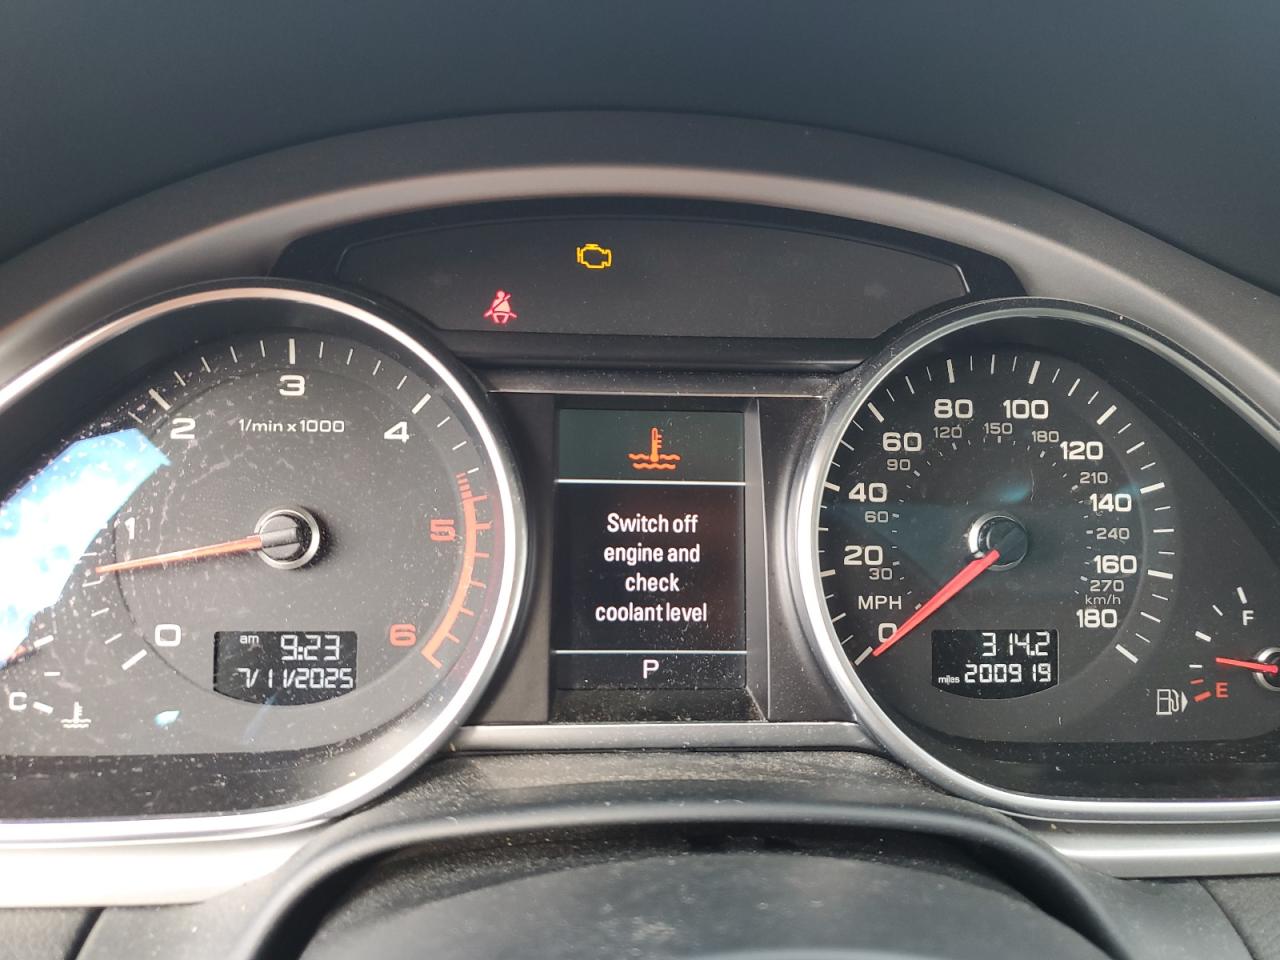 3
2
4
1/min x 1000
1
5
0
6
am 9:23
7/11/2025
C
Switch off
engine and
check
coolant level
P
80
100
60
120
150
180
120
90
40
210
140
60
240
20
160
30
270
MPH
km/h
180
0
314.2
miles 200919
F
E